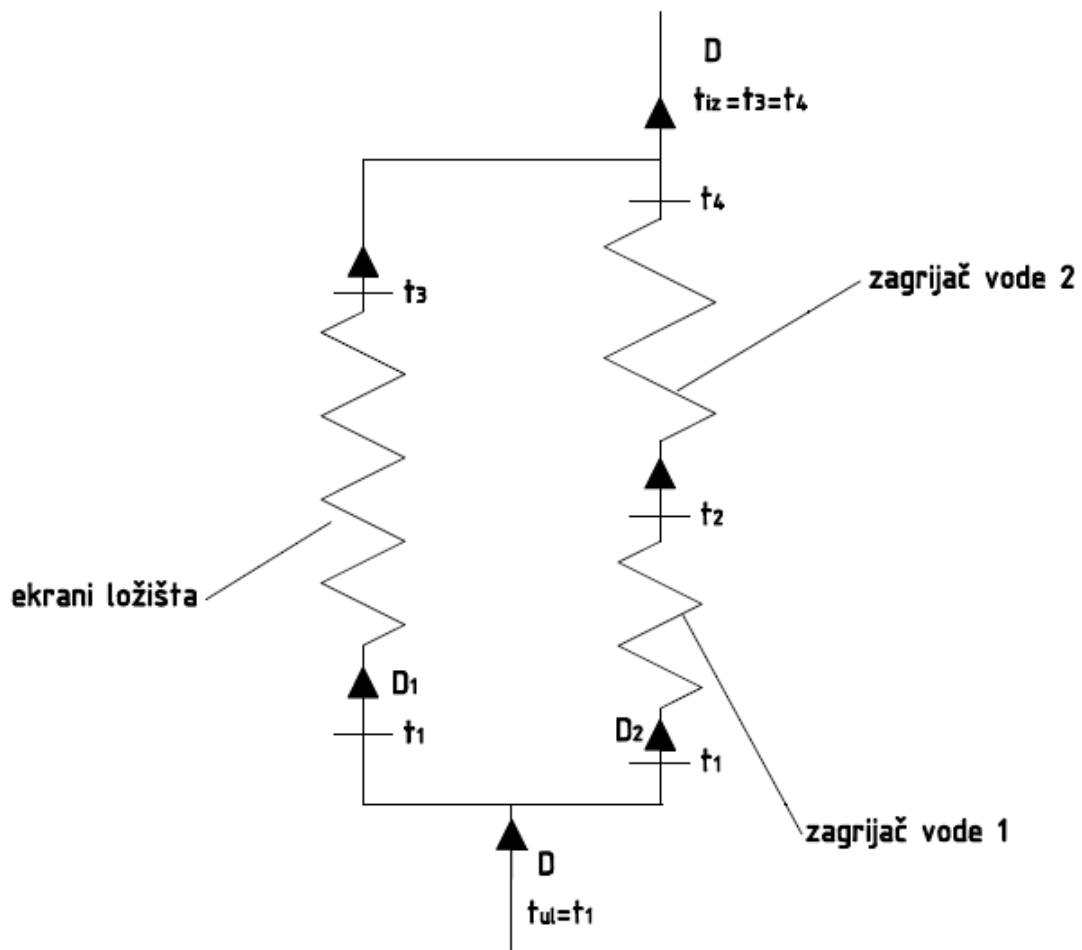 D
tiz=t3=t4
t4
zagrijač vode 2
t3
t2
ekrani ložišta
D1
D2
t1
t1
zagrijač vode 1
D
tul=t1